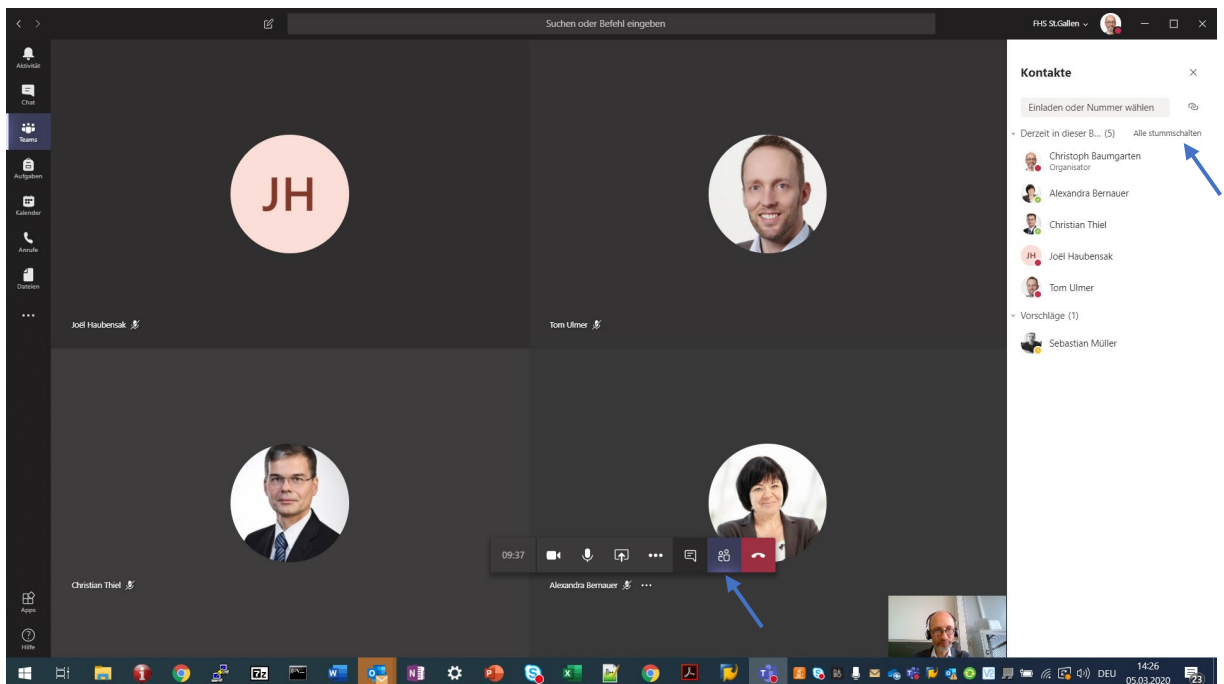 Suchen oder Befehl eingeben
FHS St.Gallen
Aktivität
Chat
Teams
Aufgaben
Kalender
Anrufe
Dateien
Apps
Hilfe
JH
Joël Haubensak
Tom Ulmer
Christian Thiel
Alexandra Bernauer
09:37
Kontakte
Einladen oder Nummer wählen
Derzeit in dieser B... (5) Alle stummschalten
Christoph Baumgarten
Organisator
Alexandra Bernauer
Christian Thiel
JH Joël Haubensak
Tom Ulmer
Vorschläge (1)
Sebastian Müller
DEU
14:26
05.03.2020
23